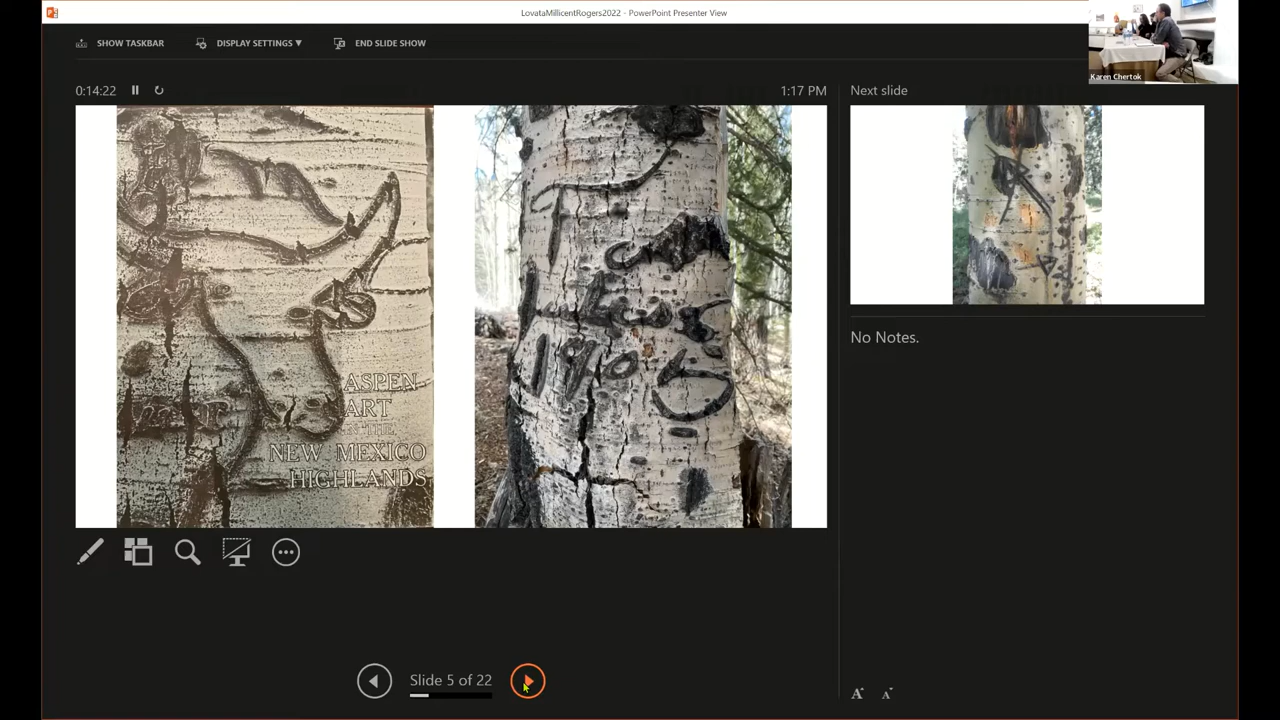 LovataMillicentRogers2022 - PowerPoint Presenter View
SHOW TASKBAR
DISPLAY SETTINGS ▼
END SLIDE SHOW
Karen Chertok
0:14:22
1:17 PM
Next slide
ASPEN
ART
IN THE
NEW MEXICO
HIGHLANDS
T
1905
No Notes.
Slide 5 of 22
A
A